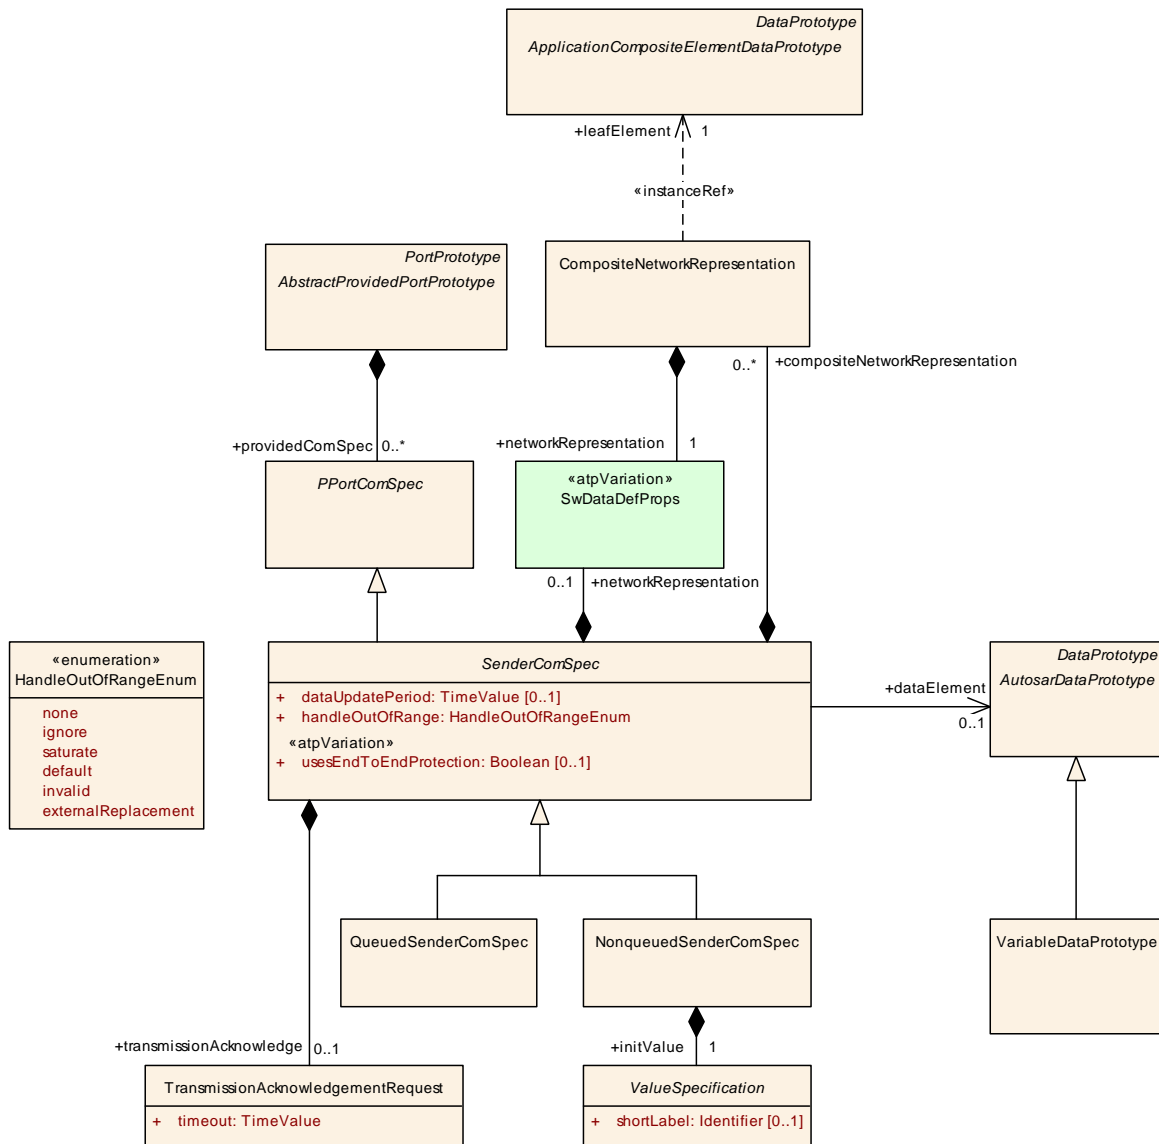 DataPrototype
ApplicationCompositeElementDataPrototype
+leafElement 1
«instanceRef»
PortPrototype
AbstractProvidedPortPrototype
CompositeNetworkRepresentation
0..* +compositeNetworkRepresentation
+providedComSpec 0..*
+networkRepresentation 1
PPortComSpec
«atpVariation»
SwDataDefProps
0..1 +networkRepresentation
«enumeration»
HandleOutOfRangeEnum
none
ignore
saturate
default
invalid
externalReplacement
SenderComSpec
+ dataUpdatePeriod: TimeValue [0..1]
+ handleOutOfRange: HandleOutOfRangeEnum
«atpVariation»
+ usesEndToEndProtection: Boolean [0..1]
+dataElement
0..1
DataPrototype
AutosarDataPrototype
QueuedSenderComSpec
NonqueuedSenderComSpec
VariableDataPrototype
+transmissionAcknowledge 0..1
+initValue 1
TransmissionAcknowledgementRequest
+ timeout: TimeValue
ValueSpecification
+ shortLabel: Identifier [0..1]